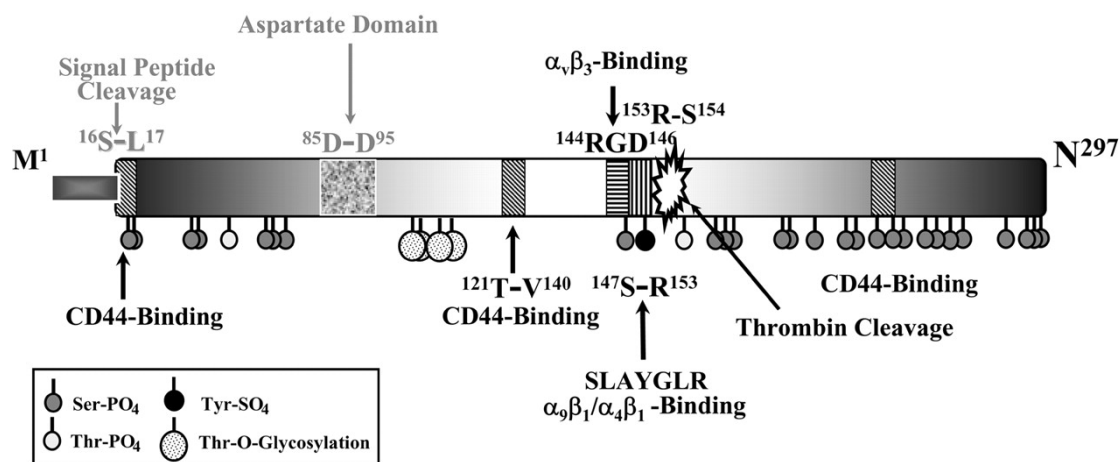 Aspartate Domain
Signal Peptide
Cleavage
αvβ3-Binding
¹⁵³R-S¹⁵⁴
¹⁶S-L¹⁷
⁸⁵D-D⁹⁵
¹⁴⁴RGD¹⁴⁶
M¹
N²⁹⁷
¹²¹T-V¹⁴⁰
¹⁴⁷S-R¹⁵³
CD44-Binding
CD44-Binding
CD44-Binding
Thrombin Cleavage
SLAYGLR
α₉β₁/α₄β₁ -Binding
Ser-PO₄
Tyr-SO₄
Thr-PO₄
Thr-O-Glycosylation